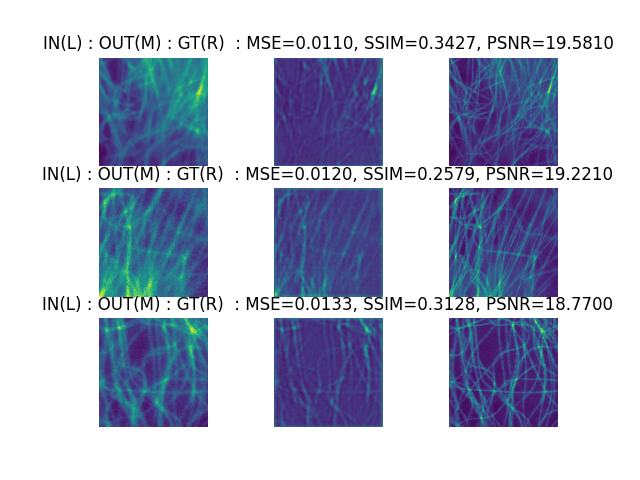 IN(L) : OUT(M) : GT(R)  : MSE=0.0110, SSIM=0.3427, PSNR=19.5810
IN(L) : OUT(M) : GT(R)  : MSE=0.0120, SSIM=0.2579, PSNR=19.2210
IN(L) : OUT(M) : GT(R)  : MSE=0.0133, SSIM=0.3128, PSNR=18.7700